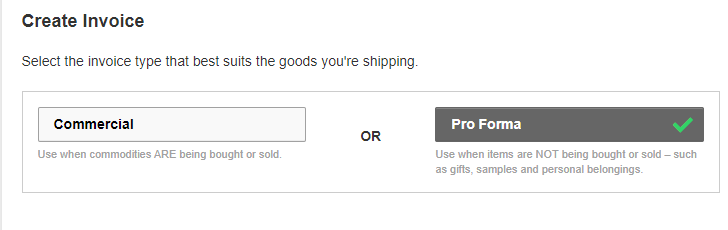 Create Invoice
Select the invoice type that best suits the goods you're shipping.
Commercial
Use when commodities ARE being bought or sold.
OR
Pro Forma
Use when items are NOT being bought or sold – such
as gifts, samples and personal belongings.